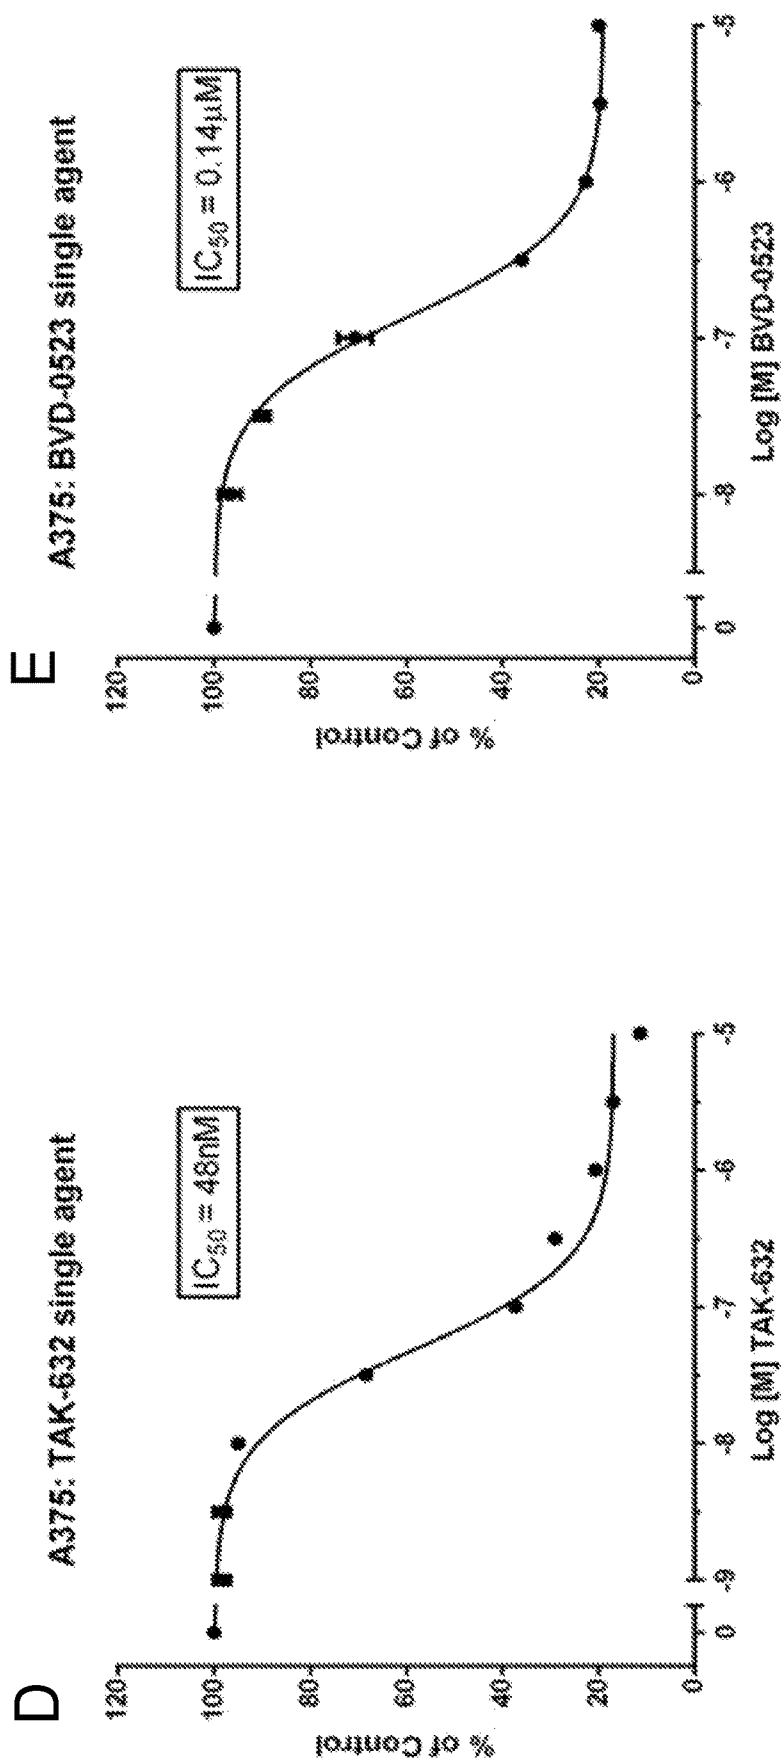 D
A375: TAK-632 single agent
IC50 = 48nM
% of Control
120
100
80
60
40
20
0
0
-9
-8
-7
-6
-5
Log [M] TAK-632
E
A375: BVD-0523 single agent
IC50 = 0.14µM
% of Control
120
100
80
60
40
20
0
0
-8
-7
-6
-5
Log [M] BVD-0523